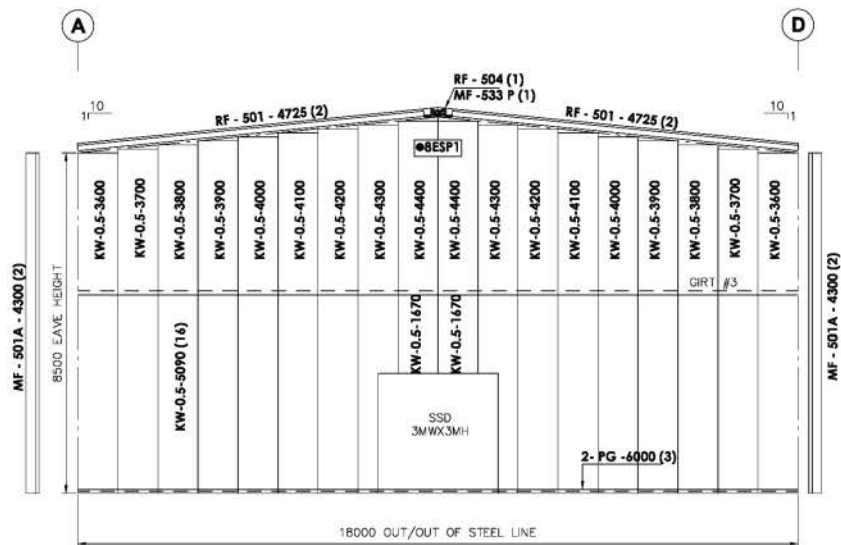 A
D
RF - 504 (1)
MF -533 P (1)
10
1
RF - 501 - 4725 (2)
RF - 501 - 4725 (2)
10
1
●8ESP1
KW-0.5-3600
KW-0.5-3700
KW-0.5-3800
KW-0.5-3900
KW-0.5-4000
KW-0.5-4100
KW-0.5-4200
KW-0.5-4300
KW-0.5-4400
KW-0.5-4400
KW-0.5-4300
KW-0.5-4200
KW-0.5-4100
KW-0.5-4000
KW-0.5-3900
KW-0.5-3800
KW-0.5-3700
KW-0.5-3600
MF - 501A - 4300 (2)
8500 EAVE HEIGHT
GIRT #3
MF - 501A - 4300 (2)
KW-0.5-5090 (16)
KW-0.5-1670
KW-0.5-1670
SSD
3MWX3MH
2- PG -6000 (3)
18000 OUT/OUT OF STEEL LINE